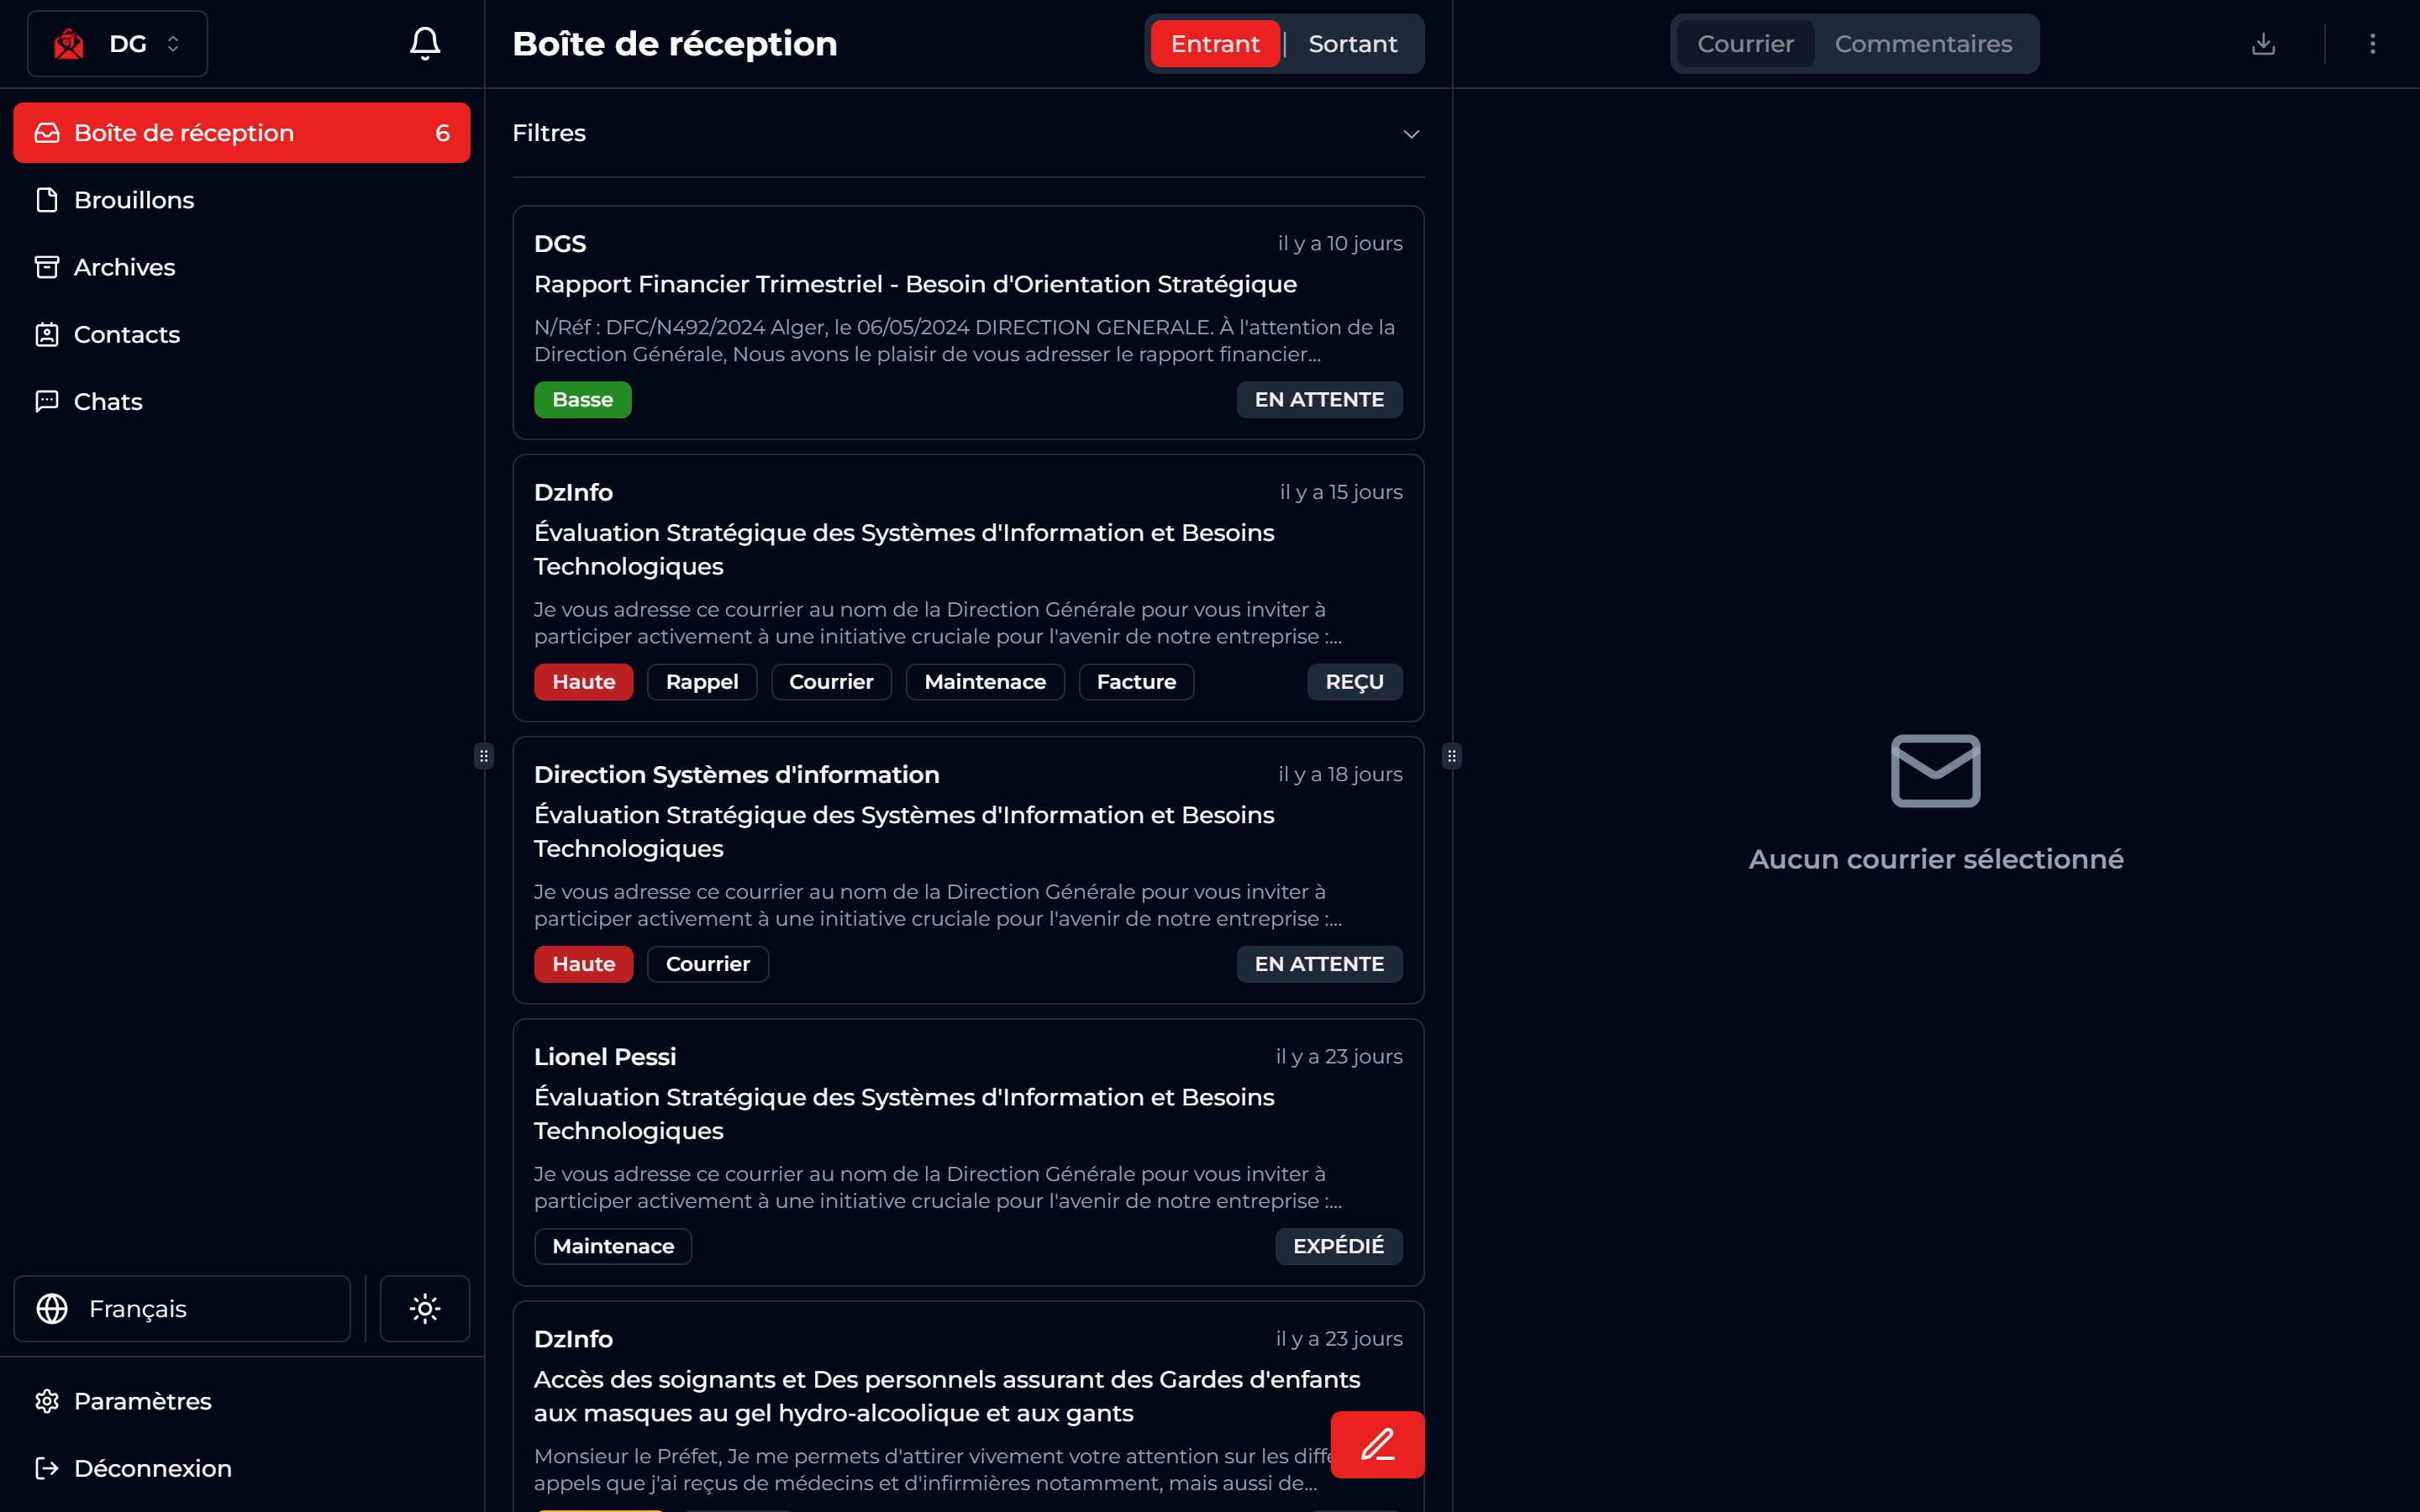 DG
Boîte de réception
6
Brouillons
Archives
Contacts
Chats
Français
Paramètres
Déconnexion
Boîte de réception
Entrant
Sortant
Filtres
DGS
il y a 10 jours
Rapport Financier Trimestriel - Besoin d'Orientation Stratégique
N/Réf : DFC/N492/2024 Alger, le 06/05/2024 DIRECTION GENERALE. À l'attention de la
Direction Générale, Nous avons le plaisir de vous adresser le rapport financier...
Basse
EN ATTENTE
DzInfo
il y a 15 jours
Évaluation Stratégique des Systèmes d'Information et Besoins
Technologiques
Je vous adresse ce courrier au nom de la Direction Générale pour vous inviter à
participer activement à une initiative cruciale pour l'avenir de notre entreprise :...
Haute
Rappel
Courrier
Maintenace
Facture
REÇU
Direction Systèmes d'information
il y a 18 jours
Évaluation Stratégique des Systèmes d'Information et Besoins
Technologiques
Je vous adresse ce courrier au nom de la Direction Générale pour vous inviter à
participer activement à une initiative cruciale pour l'avenir de notre entreprise :...
Haute
Courrier
EN ATTENTE
Lionel Pessi
il y a 23 jours
Évaluation Stratégique des Systèmes d'Information et Besoins
Technologiques
Je vous adresse ce courrier au nom de la Direction Générale pour vous inviter à
participer activement à une initiative cruciale pour l'avenir de notre entreprise :...
Maintenace
EXPÉDIÉ
DzInfo
il y a 23 jours
Accès des soignants et Des personnels assurant des Gardes d'enfants
aux masques au gel hydro-alcoolique et aux gants
Monsieur le Préfet, Je me permets d'attirer vivement votre attention sur les
appels que j'ai reçus de médecins et d'infirmières notamment, mais aussi de...
Courrier
Commentaires
Aucun courrier sélectionné